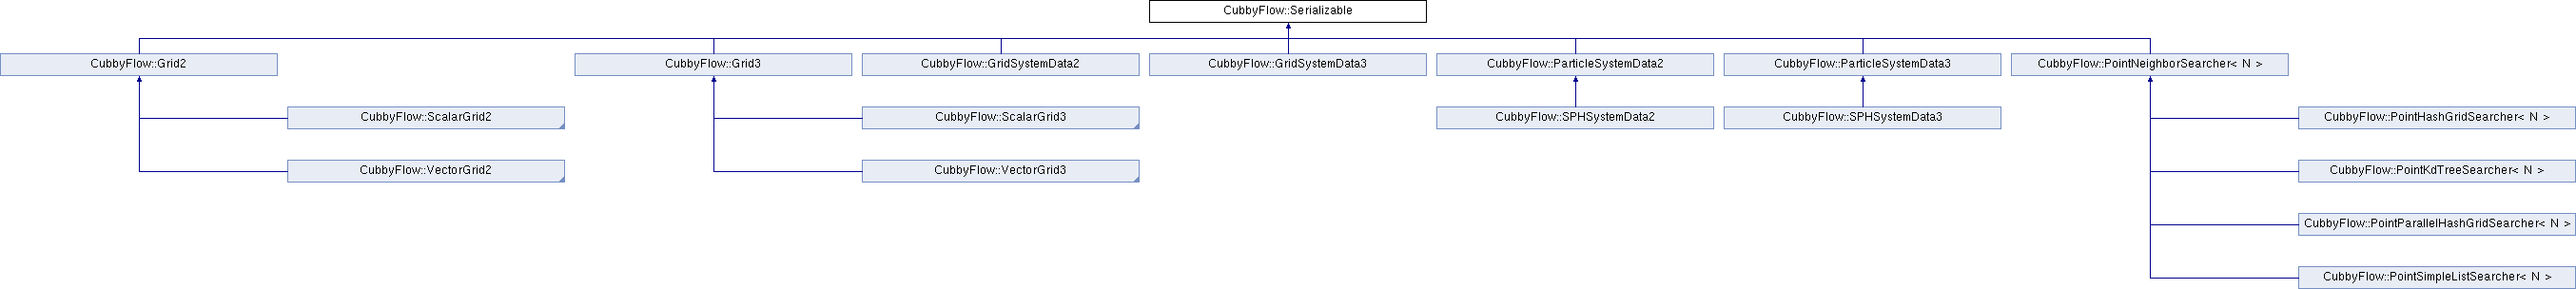 CubbyFlow::Serializable
CubbyFlow::Grid2
CubbyFlow::Grid3
CubbyFlow::GridSystemData2
CubbyFlow::GridSystemData3
CubbyFlow::ParticleSystemData2
CubbyFlow::ParticleSystemData3
CubbyFlow::PointNeighborSearcher< N >
CubbyFlow::ScalarGrid2
CubbyFlow::ScalarGrid3
CubbyFlow::SPHSystemData2
CubbyFlow::SPHSystemData3
CubbyFlow::PointHashGridSearcher< N >
CubbyFlow::VectorGrid2
CubbyFlow::VectorGrid3
CubbyFlow::PointKdTreeSearcher< N >
CubbyFlow::PointParallelHashGridSearcher< N >
CubbyFlow::PointSimpleListSearcher< N >